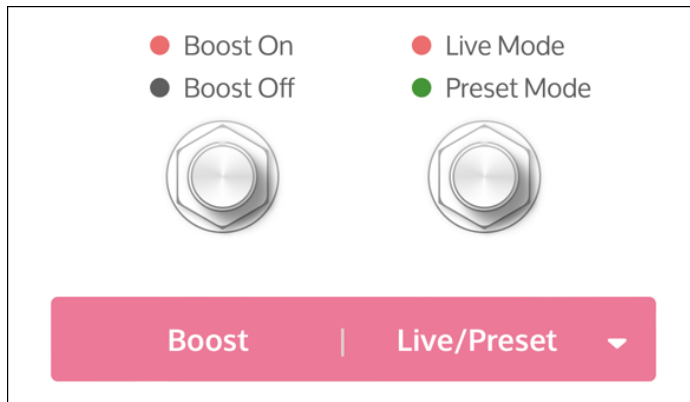 Boost On
Boost Off
Live Mode
Preset Mode
Boost | Live/Preset